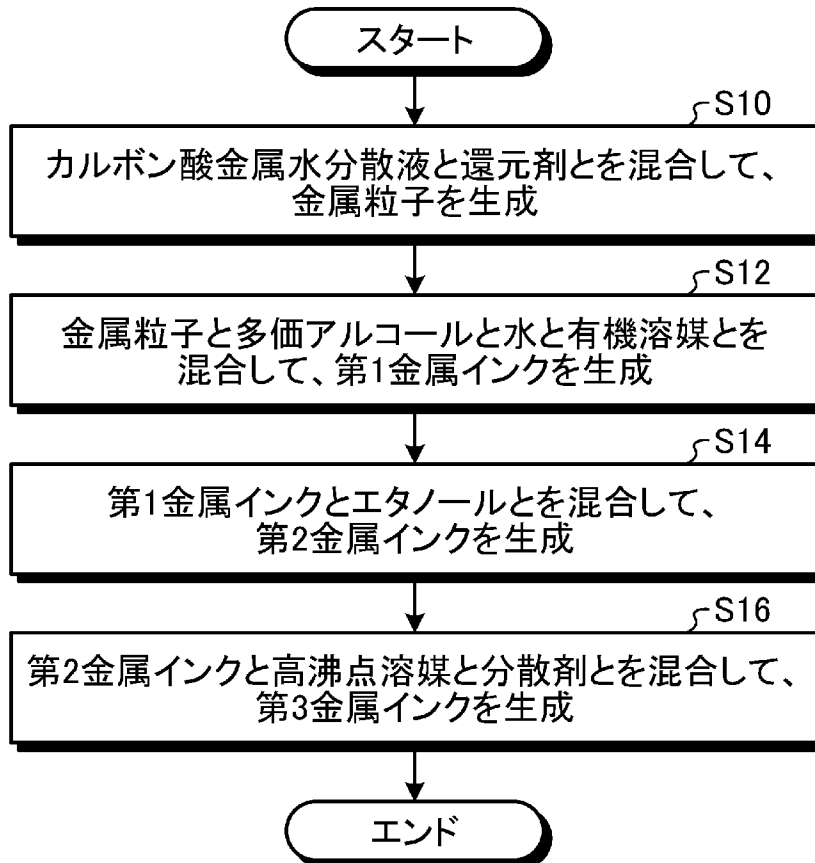 スタート
S10
カルボン酸金属水分散液と還元剤とを混合して、
金属粒子を生成
S12
金属粒子と多価アルコールと水と有機溶媒とを
混合して、第1金属インクを生成
S14
第1金属インクとエタノールとを混合して、
第2金属インクを生成
S16
第2金属インクと高沸点溶媒と分散剤とを混合して、
第3金属インクを生成
エンド